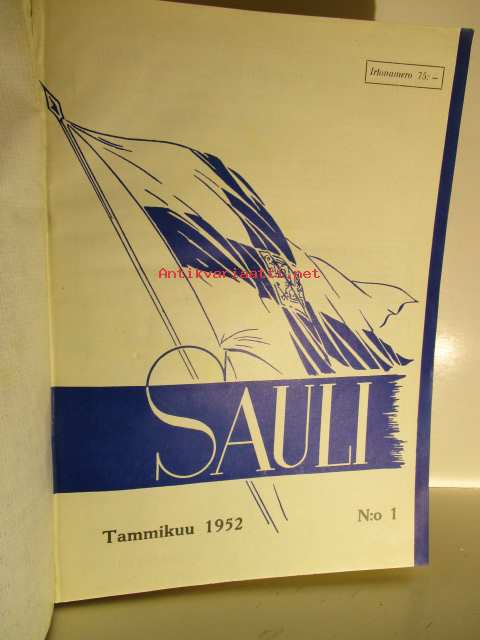 Irtonumero 75:–
Antikvariaatti.net
SAULI
Tammikuu 1952
N:o 1